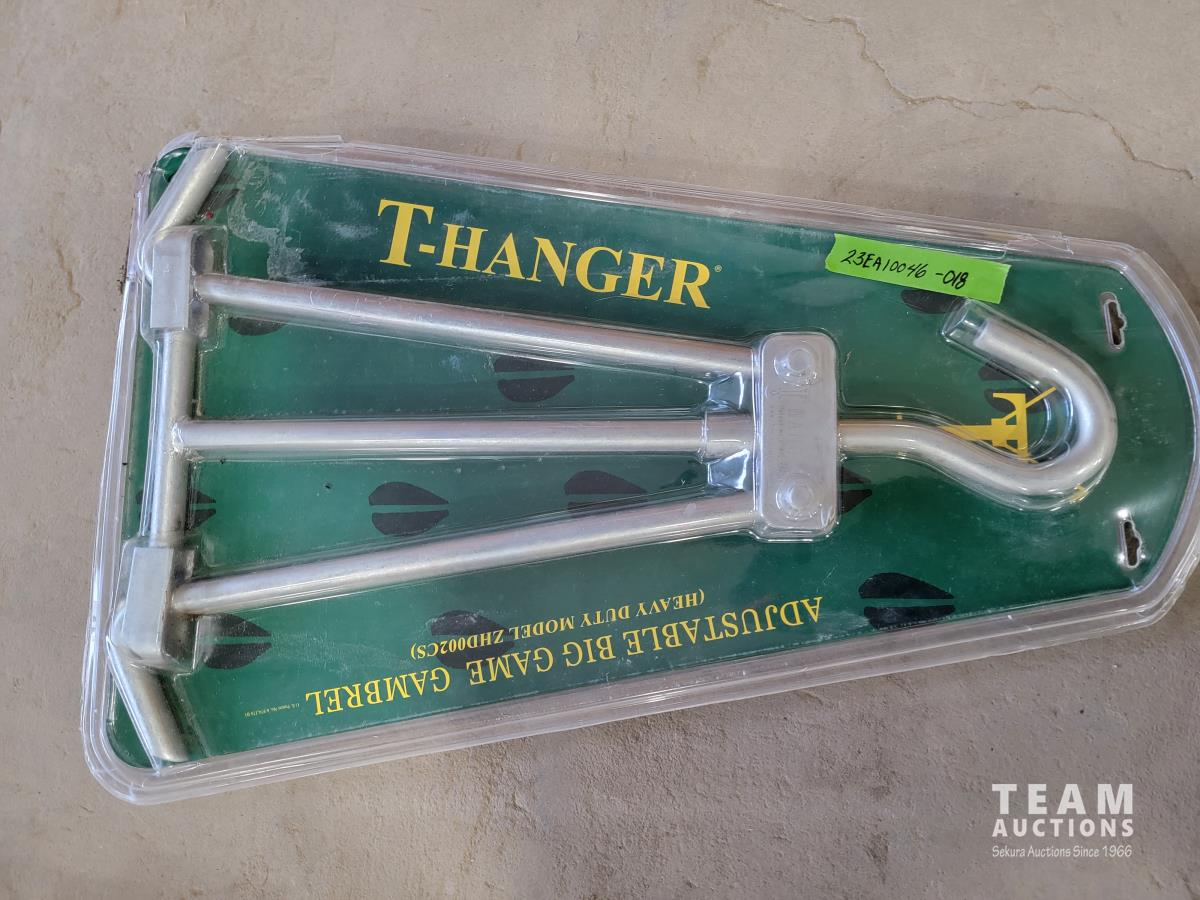 T-HANGER®
23EA10046-018
T
ADJUSTABLE BIG GAME GAMBREL
(HEAVY DUTY MODEL ZHD002CS)
TEAM
AUCTIONS
Sekura Auctions Since 1966